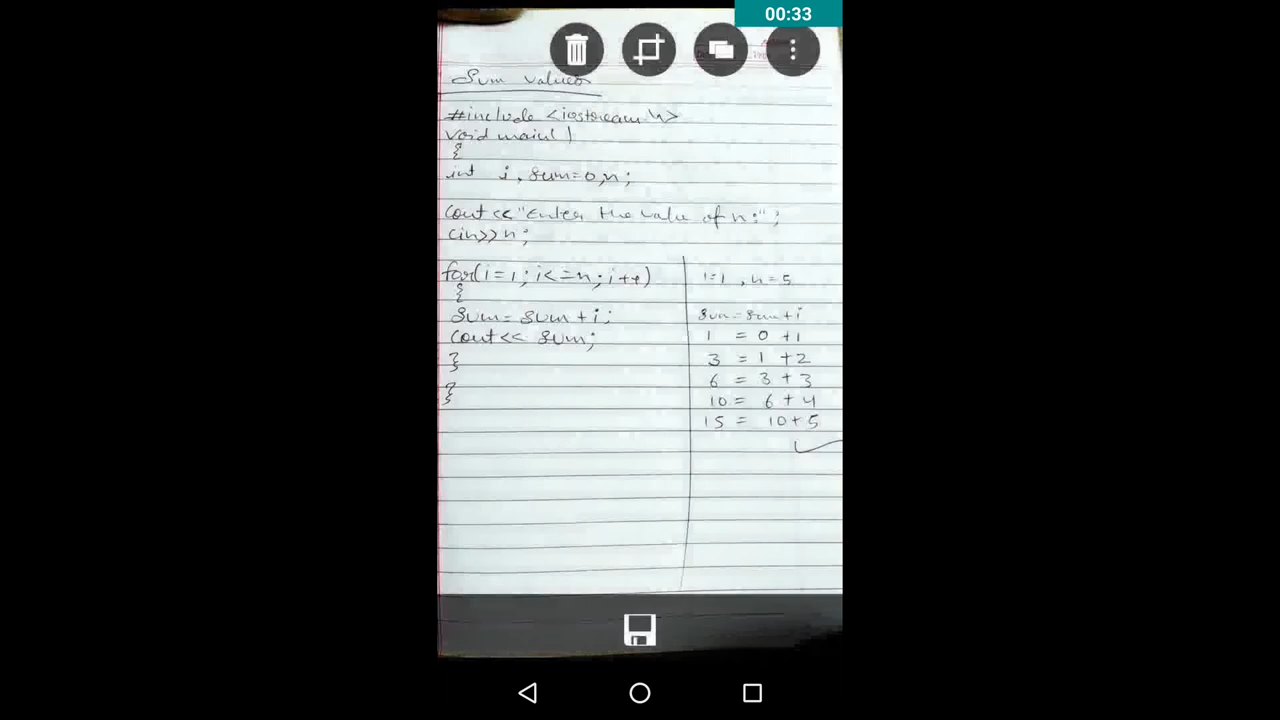 00:33
Sum values
#include <iostream.h>
void main()
{
int i, sum=0,n;
cout<<"Enter the value of n:";
cin>>n;
for(i=1; i<=n; i++)
{
sum=sum+i;
cout<< sum;
}
}
i=1, n=5
sum=sum+i
1 = 0 +1
3 = 1 +2
6 = 3 + 3
10 = 6 + 4
15 = 10+5